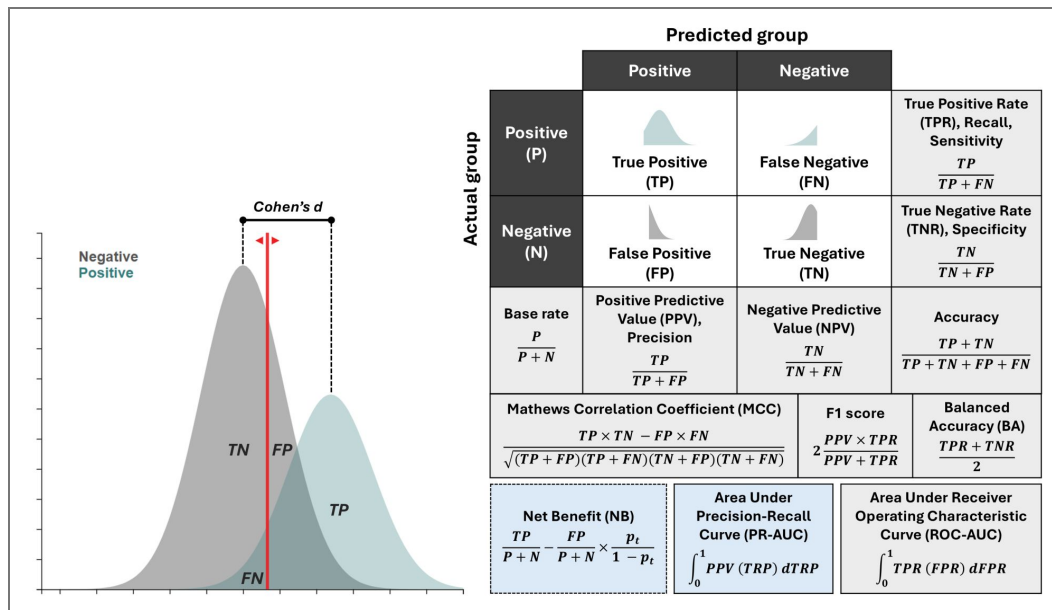 Cohen's d
Negative
Positive
TN
FP
TP
FN
Predicted group
Actual group
Positive
Negative
Positive
(P)
True Positive
(TP)
False Negative
(FN)
True Positive Rate
(TPR), Recall,
Sensitivity
TP
TP + FN
Negative
(N)
False Positive
(FP)
True Negative
(TN)
True Negative Rate
(TNR), Specificity
TN
TN + FP
Base rate
P
P + N
Positive Predictive
Value (PPV),
Precision
TP
TP + FP
Negative Predictive
Value (NPV)
TN
TN + FN
Accuracy
TP + TN
TP + TN + FP + FN
Mathews Correlation Coefficient (MCC)
TP × TN − FP × FN
√(TP + FP)(TP + FN)(TN + FP)(TN + FN)
F1 score
2 PPV × TPR
PPV + TPR
Balanced
Accuracy (BA)
TPR + TNR
2
Net Benefit (NB)
TP/P + N − FP/P + N × pt/1 − pt
Area Under
Precision-Recall
Curve (PR-AUC)
∫₀¹ PPV (TRP) dTRP
Area Under Receiver
Operating Characteristic
Curve (ROC-AUC)
∫₀¹ TPR (FPR) dFPR